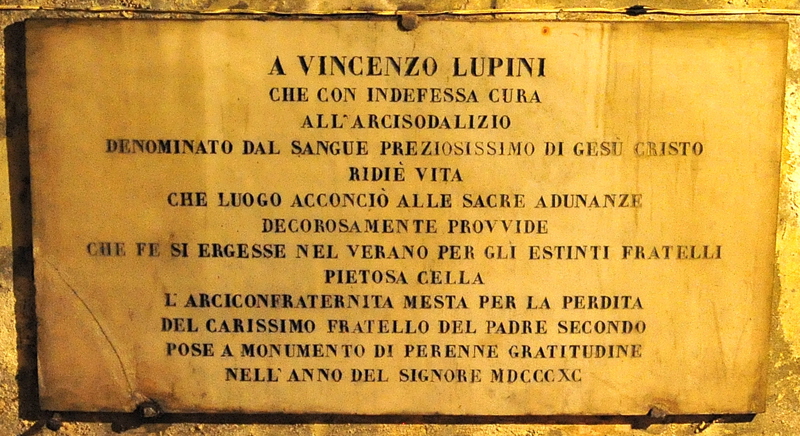 A VINCENZO LUPINI
CHE CON INDEFESSA CURA
ALL'ARCISODALIZIO
DENOMINATO DAL SANGUE PREZIOSISSIMO DI GESÙ CRISTO
RIDIÈ VITA
CHE LUOGO ACCONCIÒ ALLE SACRE ADUNANZE
DECOROSAMENTE PROVVIDE
CHE FE SI ERGESSE NEL VERANO PER GLI ESTINTI FRATELLI
PIETOSA CELLA
L'ARCICONFRATERNITA MESTA PER LA PERDITA
DEL CARISSIMO FRATELLO DEL PADRE SECONDO
POSE A MONUMENTO DI PERENNE GRATITUDINE
NELL'ANNO DEL SIGNORE MDCCCXC